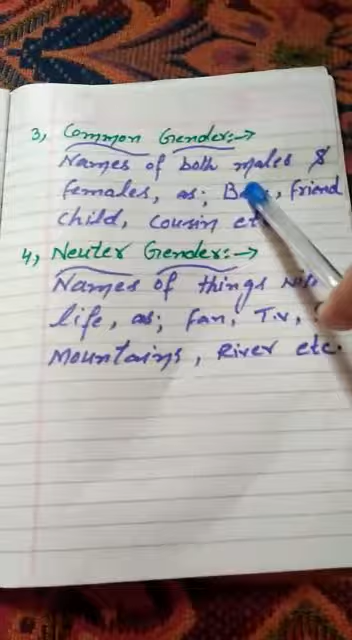 3, Common Gender:→
Names of both males &
females, as; , friend
child, cousin
4, Neuter Gender:→
Names of things
life, as; fan, T.V,
Mountains, River etc.